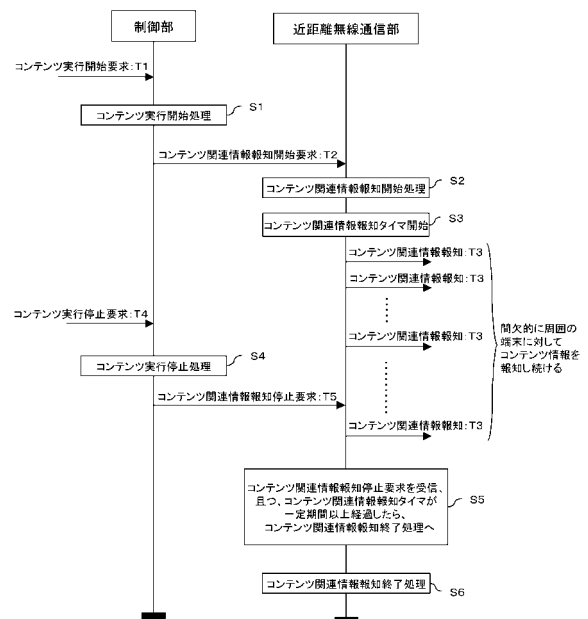 制御部
近距離無線通信部
コンテンツ実行開始要求:T1
コンテンツ実行開始処理
S1
コンテンツ関連情報報知開始要求:T2
コンテンツ関連情報報知開始処理
S2
コンテンツ関連情報報知タイマ開始
S3
コンテンツ関連情報報知:T3
コンテンツ関連情報報知:T3
コンテンツ実行停止要求:T4
コンテンツ関連情報報知:T3
間欠的に周囲の
端末に対して
コンテンツ情報を
報知し続ける
コンテンツ実行停止処理
S4
コンテンツ関連情報報知停止要求:T5
コンテンツ関連情報報知:T3
コンテンツ関連情報報知停止要求を受信、
且つ、コンテンツ関連情報報知タイマが
一定期間以上経過したら、
コンテンツ関連情報報知終了処理へ
S5
コンテンツ関連情報報知終了処理
S6